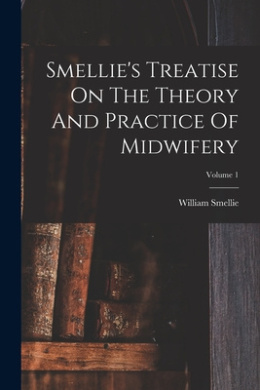 Smellie's Treatise
On The Theory
And Practice Of
Midwifery
Volume 1
William Smellie